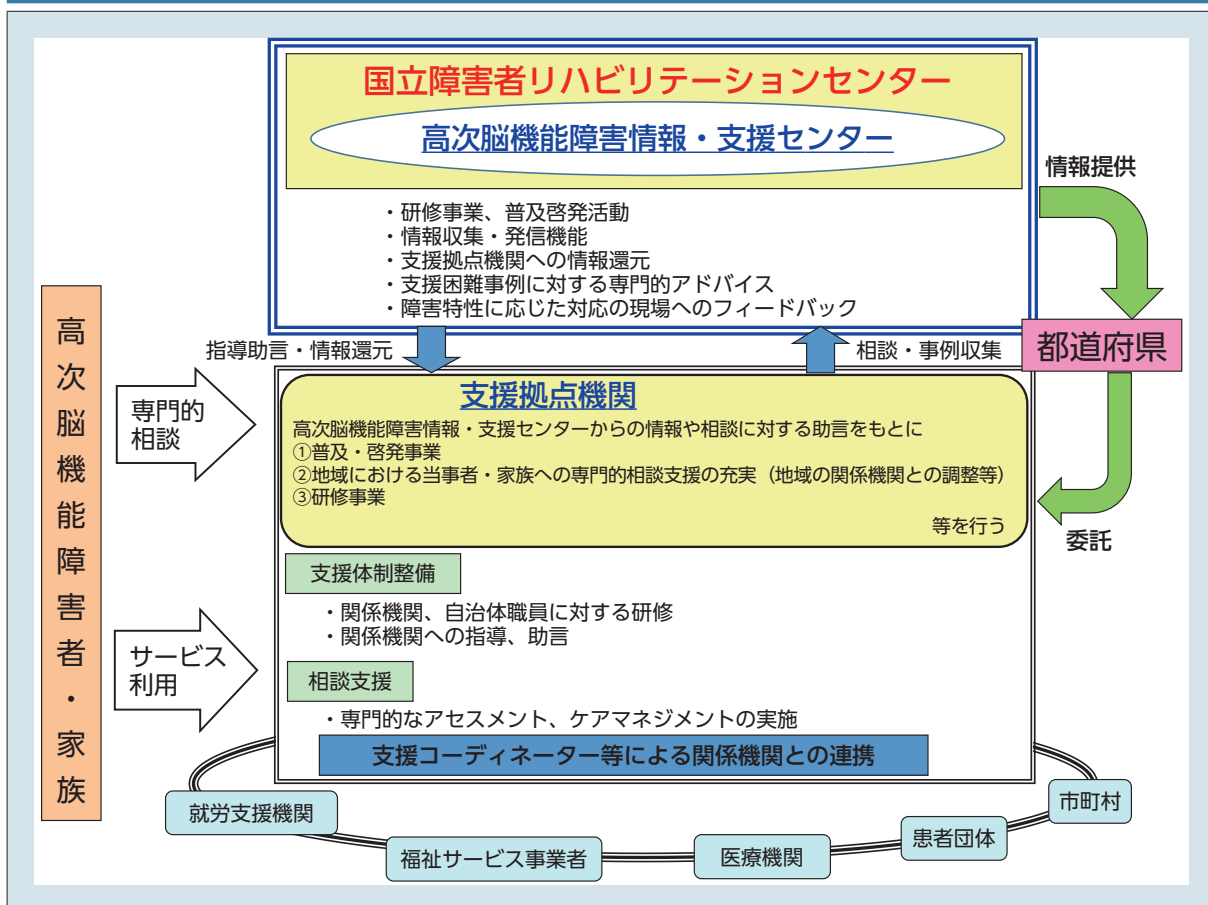 国立障害者リハビリテーションセンター
高次脳機能障害情報・支援センター
・研修事業、普及啓発活動
・情報収集・発信機能
・支援拠点機関への情報還元
・支援困難事例に対する専門的アドバイス
・障害特性に応じた対応の現場へのフィードバック
情報提供
都道府県
委託
指導助言・情報還元
相談・事例収集
高次脳機能障害者・家族
専門的
相談
サービス
利用
支援拠点機関
高次脳機能障害情報・支援センターからの情報や相談に対する助言をもとに
①普及・啓発事業
②地域における当事者・家族への専門的相談支援の充実（地域の関係機関との調整等）
③研修事業
等を行う
支援体制整備
・関係機関、自治体職員に対する研修
・関係機関への指導、助言
相談支援
・専門的なアセスメント、ケアマネジメントの実施
支援コーディネーター等による関係機関との連携
就労支援機関
福祉サービス事業者
医療機関
患者団体
市町村